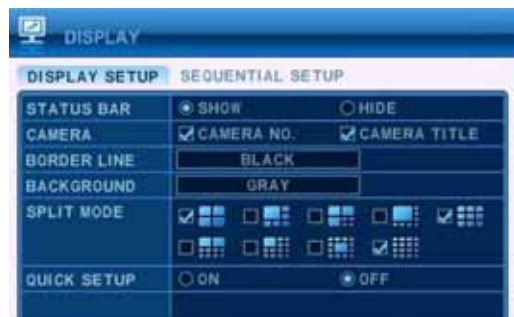 DISPLAY
DISPLAY SETUP SEQUENTIAL SETUP
STATUS BAR SHOW HIDE
CAMERA CAMERA NO. CAMERA TITLE
BORDER LINE BLACK
BACKGROUND GRAY
SPLIT MODE
QUICK SETUP ON OFF